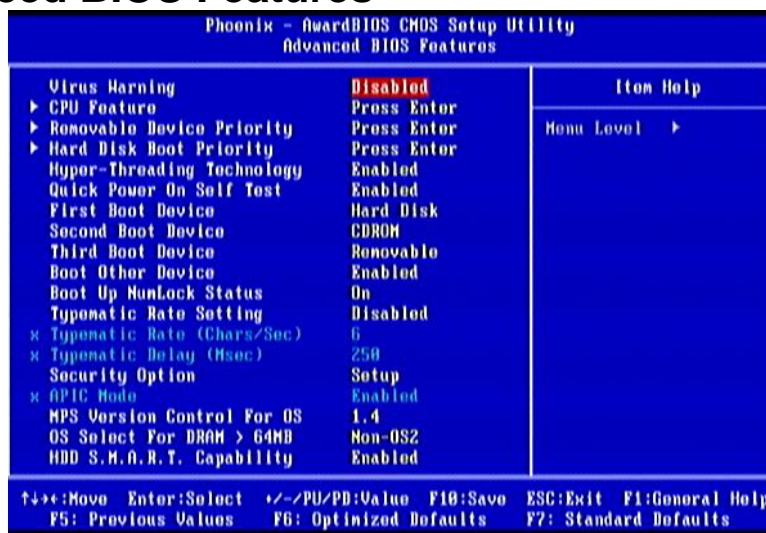 BIOS Features
Phoenix - AwardBIOS CMOS Setup Utility
Advanced BIOS Features
Virus Warning Disabled
▶ CPU Feature Press Enter
▶ Removable Device Priority Press Enter
▶ Hard Disk Boot Priority Press Enter
Hyper-Threading Technology Enabled
Quick Power On Self Test Enabled
First Boot Device Hard Disk
Second Boot Device CDROM
Third Boot Device Removable
Boot Other Device Enabled
Boot Up NumLock Status On
Typematic Rate Setting Disabled
x Typematic Rate (Chars/Sec) 6
x Typematic Delay (Msec) 250
Security Option Setup
x APIC Mode Enabled
MPS Version Control For OS 1.4
OS Select For DRAM > 64MB Non-OS2
HDD S.M.A.R.T. Capability Enabled
Item Help
Menu Level ▶
↑↓→←:Move Enter:Select +/-/PU/PD:Value F10:Save ESC:Exit F1:General Help
F5: Previous Values F6: Optimized Defaults F7: Standard Defaults